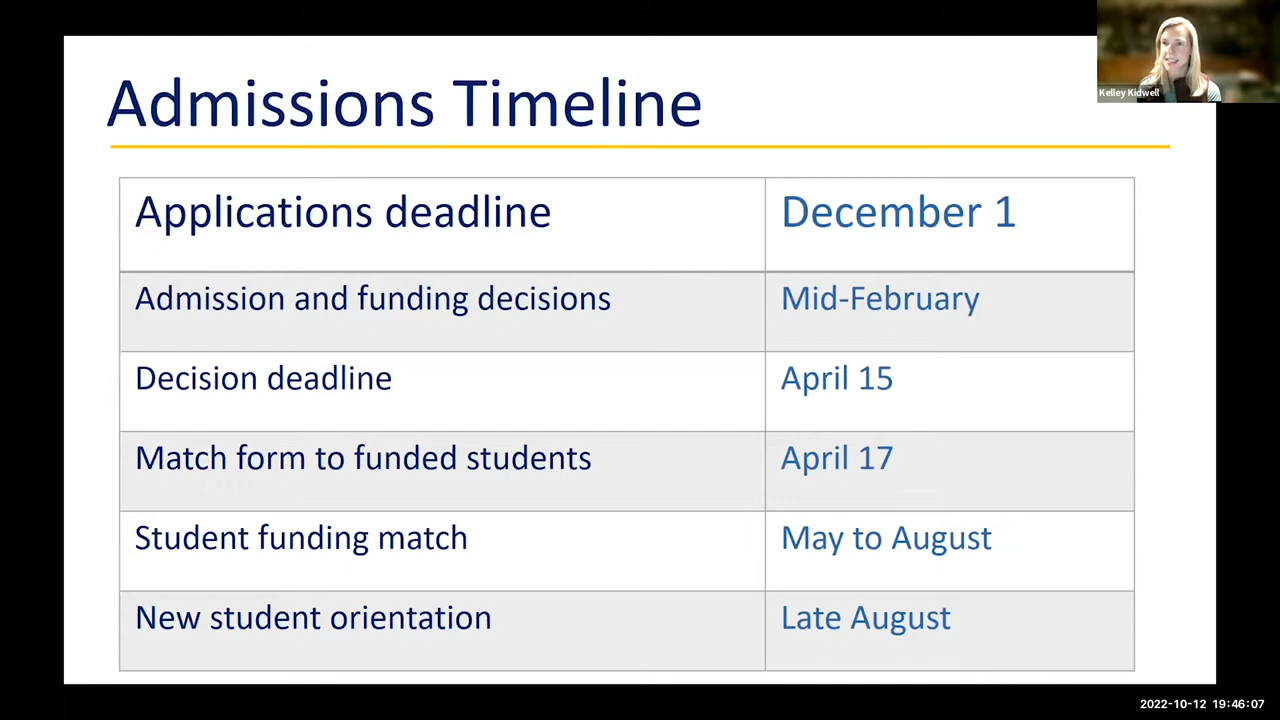 Admissions Timeline
Kelley Kidwell
Applications deadline December 1
Admission and funding decisions Mid-February
Decision deadline April 15
Match form to funded students April 17
Student funding match May to August
New student orientation Late August
2022-10-12 19:46:07